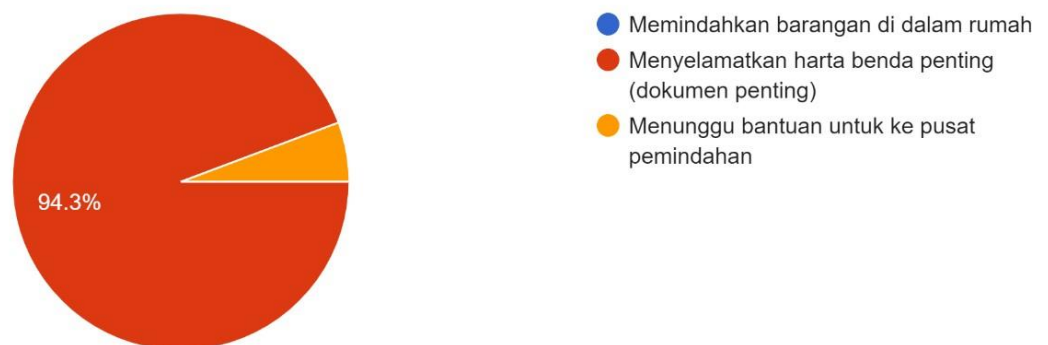 94.3%
Memindahkan barangan di dalam rumah
Menyelamatkan harta benda penting
(dokumen penting)
Menunggu bantuan untuk ke pusat
pemindahan